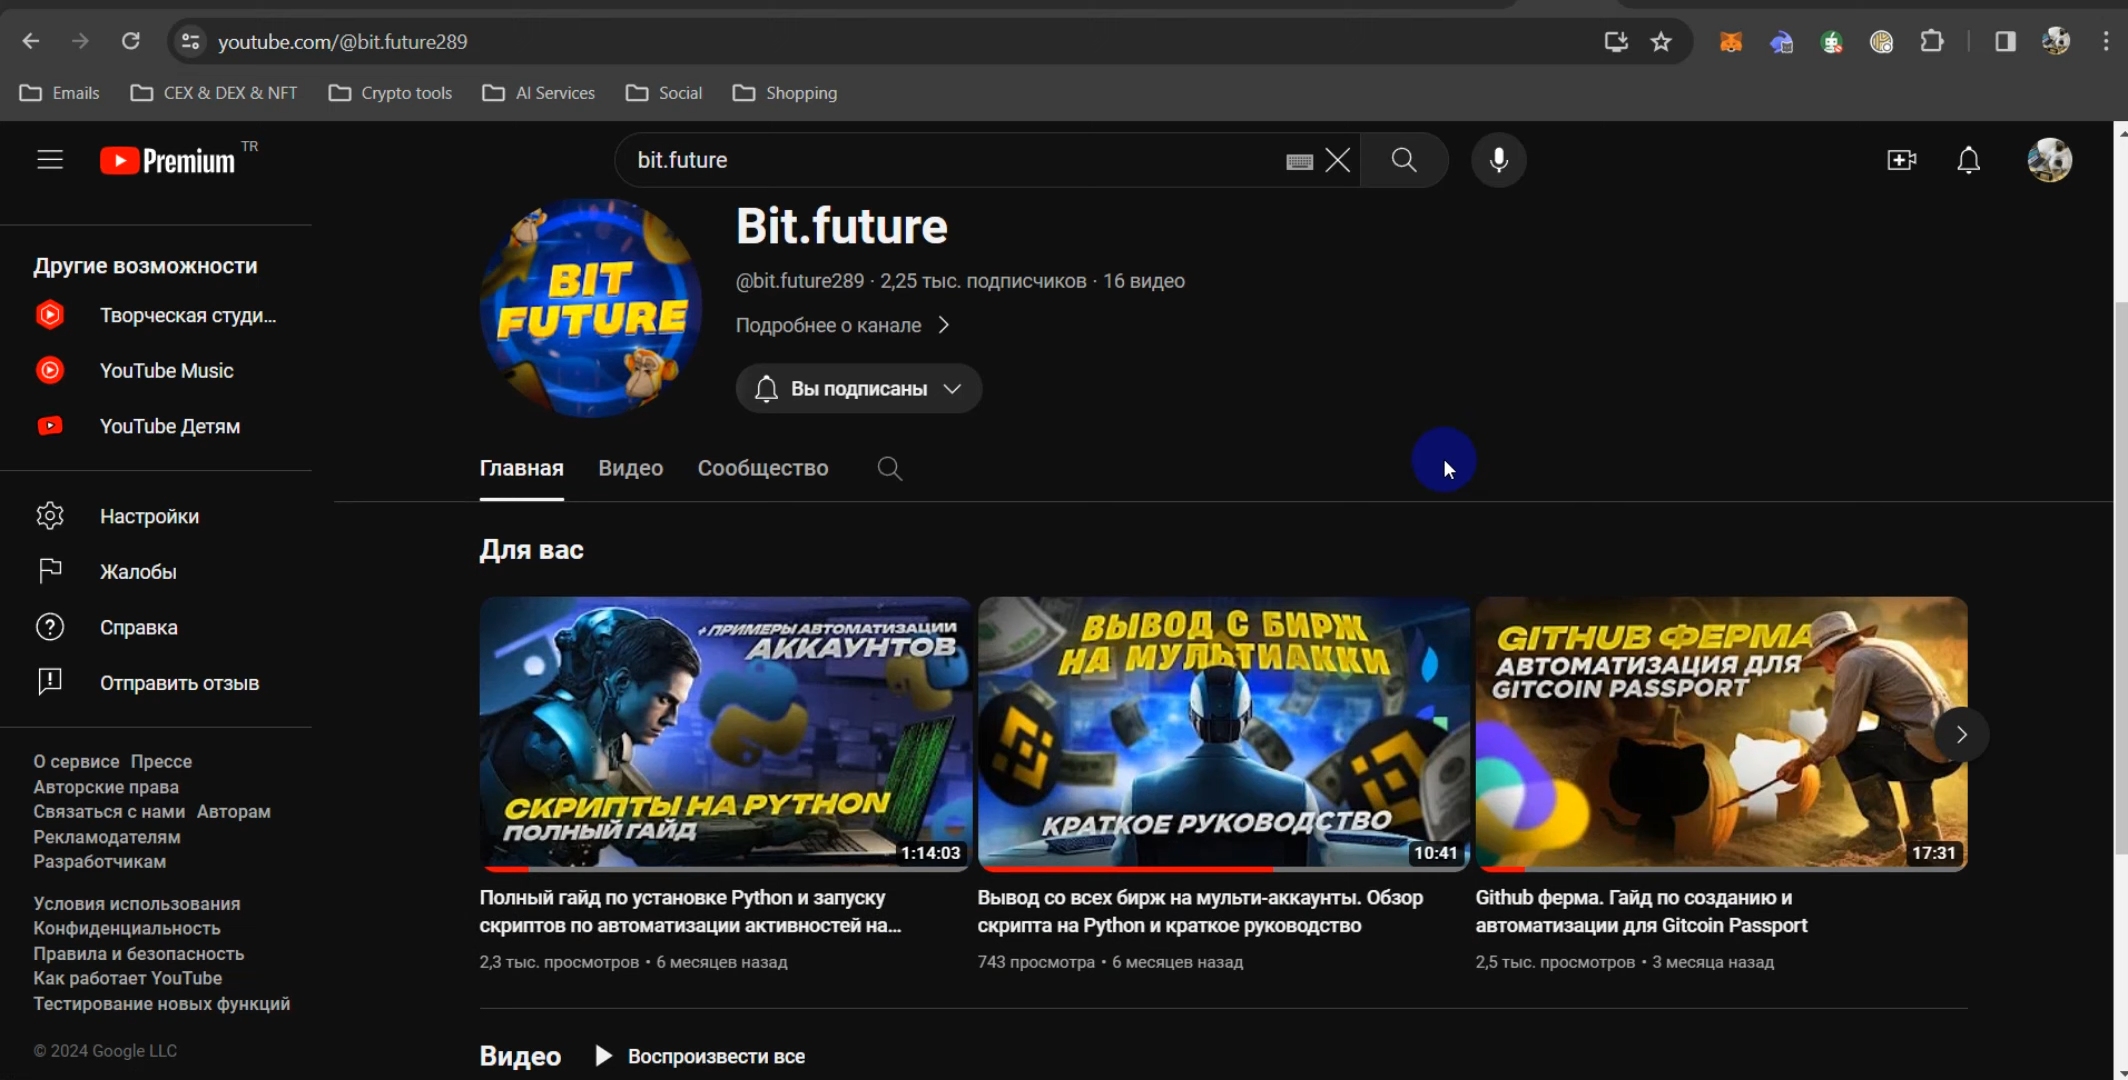 youtube.com/@bit.future289
Emails CEX & DEX & NFT Crypto tools AI Services Social Shopping
Premium TR
bit.future
Другие возможности
Творческая студи...
YouTube Music
YouTube Детям
Настройки
Жалобы
Справка
Отправить отзыв
О сервисе Прессе
Авторские права
Связаться с нами Авторам
Рекламодателям
Разработчикам
Условия использования
Конфиденциальность
Правила и безопасность
Как работает YouTube
Тестирование новых функций
© 2024 Google LLC
BIT
FUTURE
Bit.future
@bit.future289 · 2,25 тыс. подписчиков · 16 видео
Подробнее о канале
Вы подписаны
Главная Видео Сообщество
Для вас
+ ПРИМЕРЫ АВТОМАТИЗАЦИИ
АККАУНТОВ
СКРИПТЫ НА PYTHON
ПОЛНЫЙ ГАЙД
1:14:03
Полный гайд по установке Python и запуску
скриптов по автоматизации активностей на...
2,3 тыс. просмотров • 6 месяцев назад
ВЫВОД С БИРЖ
НА МУЛЬТИАККИ
КРАТКОЕ РУКОВОДСТВО
10:41
Вывод со всех бирж на мульти-аккаунты. Обзор
скрипта на Python и краткое руководство
743 просмотра • 6 месяцев назад
GITHUB ФЕРМА
АВТОМАТИЗАЦИЯ ДЛЯ
GITCOIN PASSPORT
17:31
Github ферма. Гайд по созданию и
автоматизации для Gitcoin Passport
2,5 тыс. просмотров • 3 месяца назад
Видео Воспроизвести все